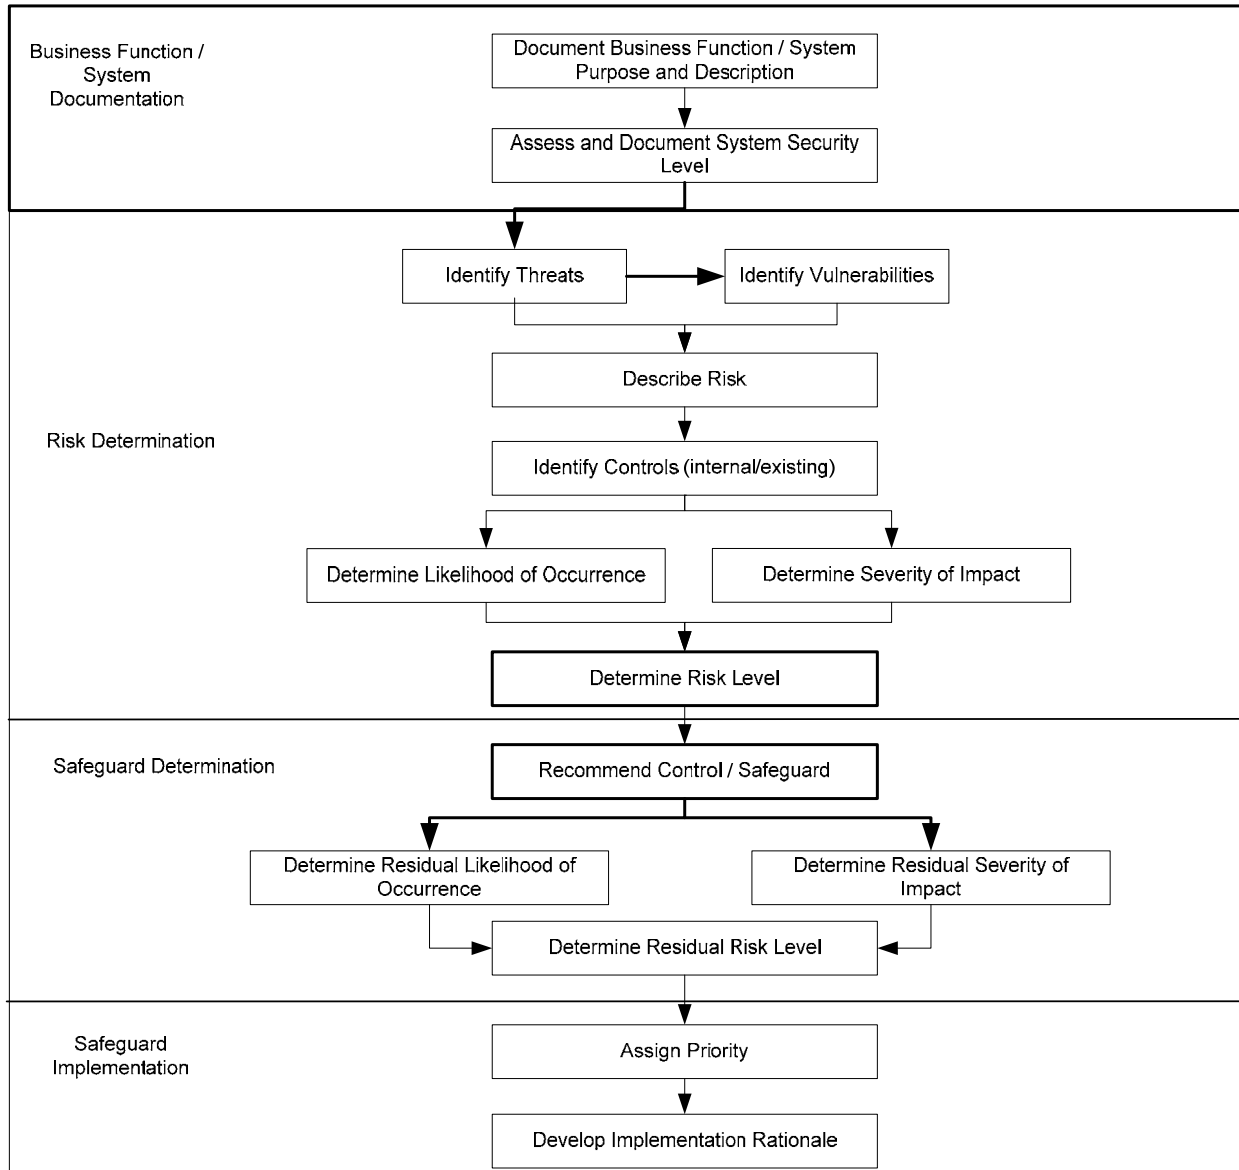 Business Function /
System
Documentation
Document Business Function / System
Purpose and Description
Assess and Document System Security
Level
Identify Threats
Identify Vulnerabilities
Describe Risk
Risk Determination
Identify Controls (internal/existing)
Determine Likelihood of Occurrence
Determine Severity of Impact
Determine Risk Level
Safeguard Determination
Recommend Control / Safeguard
Determine Residual Likelihood of
Occurrence
Determine Residual Severity of
Impact
Determine Residual Risk Level
Safeguard
Implementation
Assign Priority
Develop Implementation Rationale